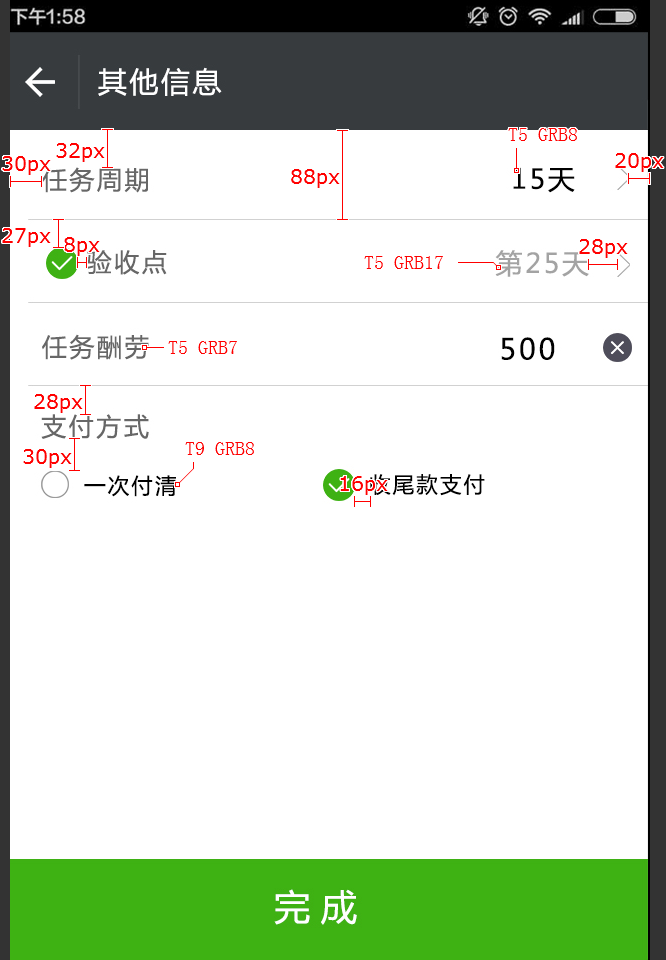 下午1:58
其他信息
32px
T5 GRB8
30px
任务周期
88px
15天
20px
27px
8px
验收点
T5 GRB17
第25天
28px
任务酬劳
T5 GRB7
500
28px
支付方式
30px
T9 GRB8
一次付清
16px
收尾款支付
完成